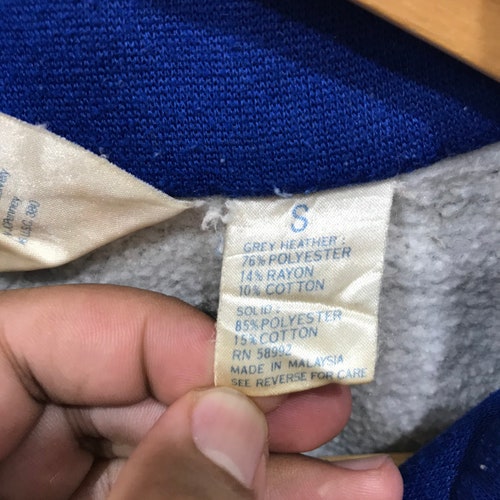 S
GREY HEATHER:
76% POLYESTER
14% RAYON
10% COTTON
SOLID:
85% POLYESTER
15% COTTON
RN 58992
MADE IN MALAYSIA
SEE REVERSE FOR CARE